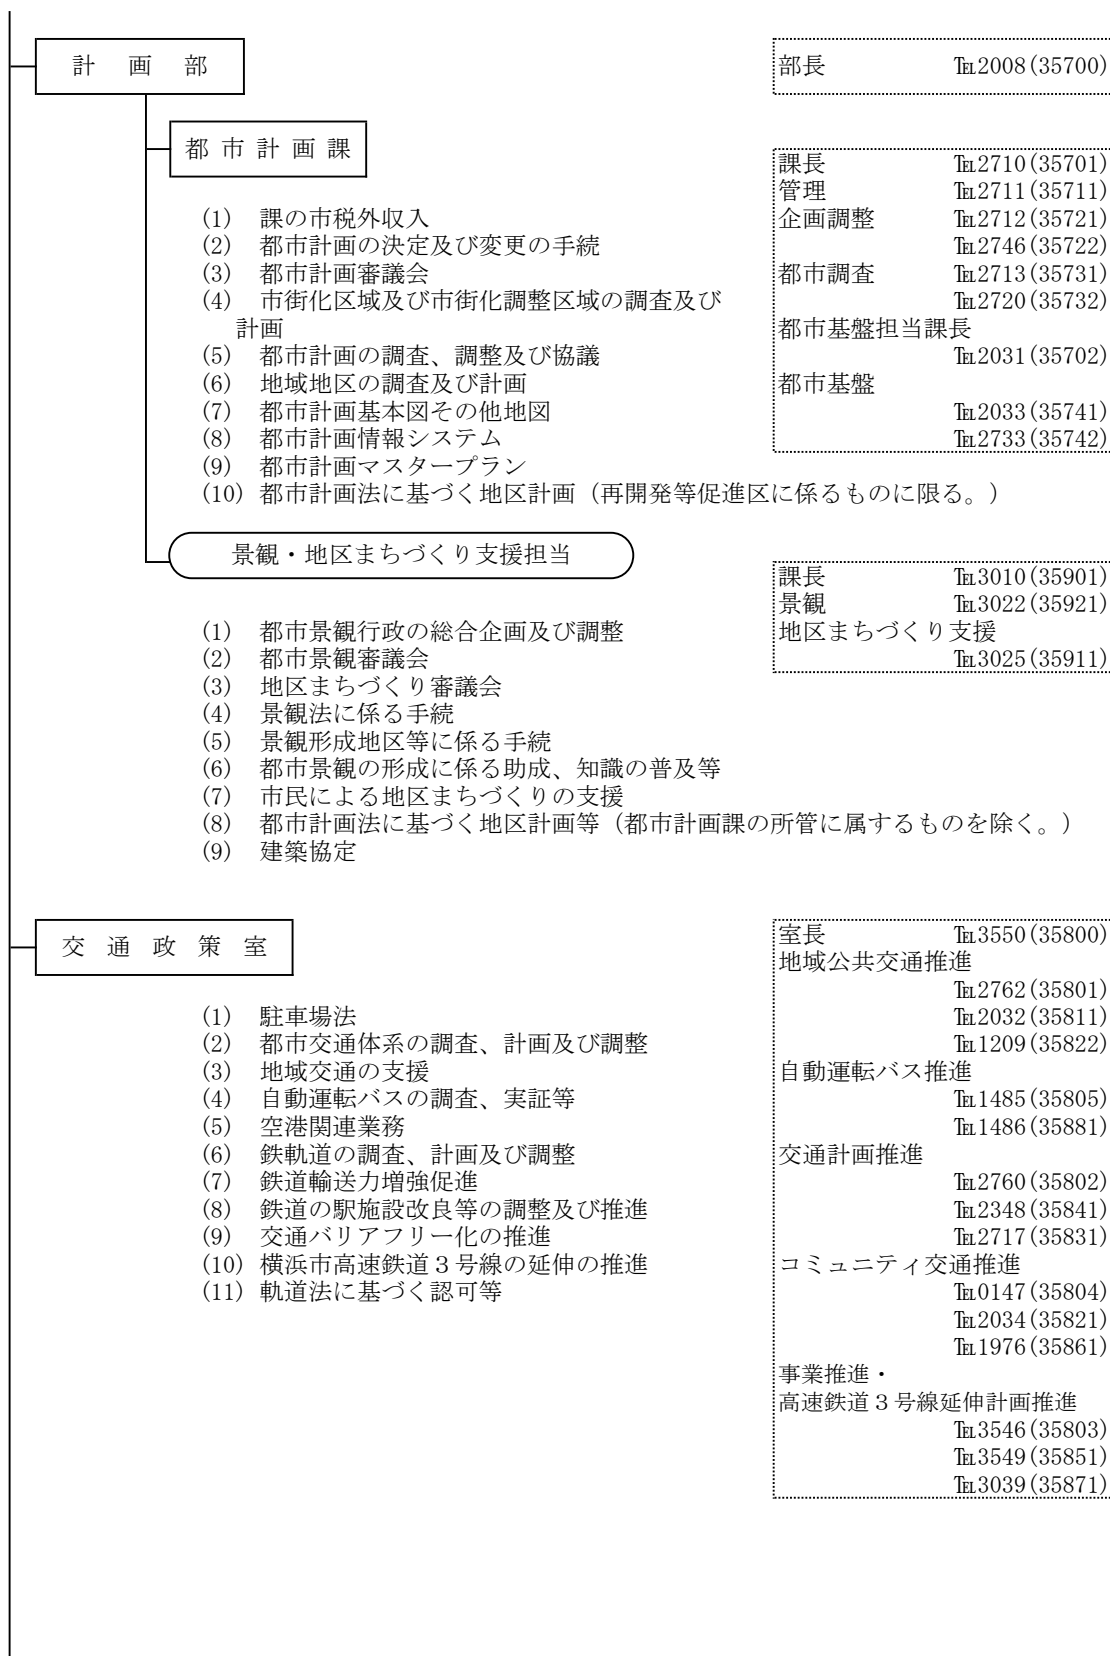 計画部
部長 ℡2008(35700)
都市計画課
課長 ℡2710(35701)
管理 ℡2711(35711)
企画調整 ℡2712(35721)
℡2746(35722)
都市調査 ℡2713(35731)
℡2720(35732)
都市基盤担当課長
℡2031(35702)
都市基盤
℡2033(35741)
℡2733(35742)
(1) 課の市税外収入
(2) 都市計画の決定及び変更の手続
(3) 都市計画審議会
(4) 市街化区域及び市街化調整区域の調査及び
計画
(5) 都市計画の調査、調整及び協議
(6) 地域地区の調査及び計画
(7) 都市計画基本図その他地図
(8) 都市計画情報システム
(9) 都市計画マスタープラン
(10) 都市計画法に基づく地区計画（再開発等促進区に係るものに限る。）
景観・地区まちづくり支援担当
課長 ℡3010(35901)
景観 ℡3022(35921)
地区まちづくり支援
℡3025(35911)
(1) 都市景観行政の総合企画及び調整
(2) 都市景観審議会
(3) 地区まちづくり審議会
(4) 景観法に係る手続
(5) 景観形成地区等に係る手続
(6) 都市景観の形成に係る助成、知識の普及等
(7) 市民による地区まちづくりの支援
(8) 都市計画法に基づく地区計画等（都市計画課の所管に属するものを除く。）
(9) 建築協定
交通政策室
室長 ℡3550(35800)
地域公共交通推進
℡2762(35801)
℡2032(35811)
℡1209(35822)
自動運転バス推進
℡1485(35805)
℡1486(35881)
交通計画推進
℡2760(35802)
℡2348(35841)
℡2717(35831)
コミュニティ交通推進
℡0147(35804)
℡2034(35821)
℡1976(35861)
事業推進・
高速鉄道３号線延伸計画推進
℡3546(35803)
℡3549(35851)
℡3039(35871)
(1) 駐車場法
(2) 都市交通体系の調査、計画及び調整
(3) 地域交通の支援
(4) 自動運転バスの調査、実証等
(5) 空港関連業務
(6) 鉄軌道の調査、計画及び調整
(7) 鉄道輸送力増強促進
(8) 鉄道の駅施設改良等の調整及び推進
(9) 交通バリアフリー化の推進
(10) 横浜市高速鉄道３号線の延伸の推進
(11) 軌道法に基づく認可等